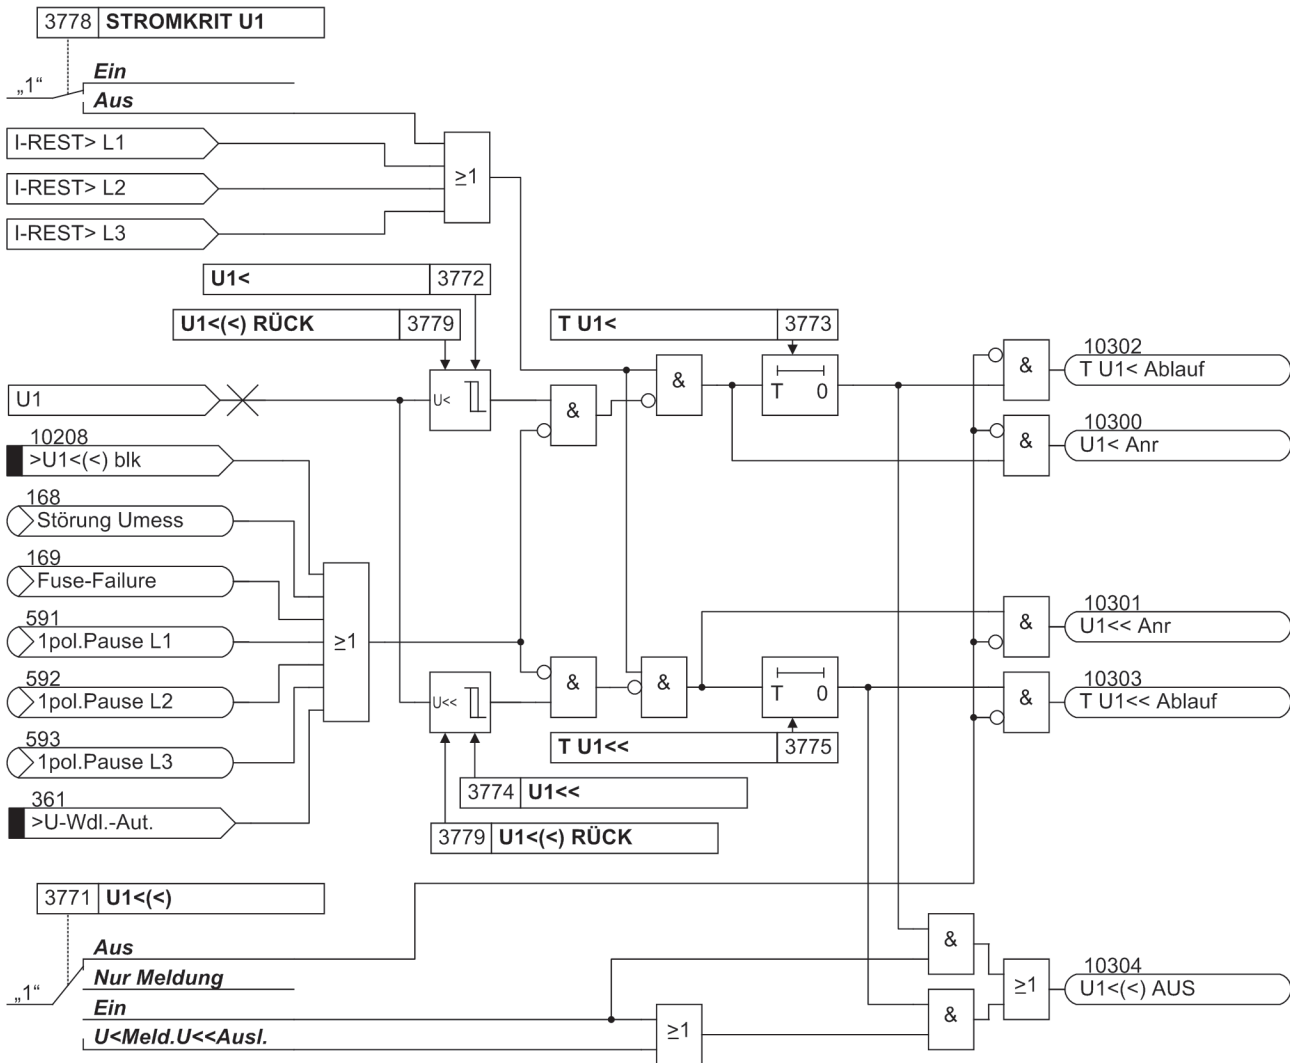 3778 STROMKRIT U1
„1“
Ein
Aus
I-REST> L1
I-REST> L2
I-REST> L3
≥1
U1< 3772
U1<(<) RÜCK 3779
T U1< 3773
U1
U<
&
&
T 0
&
10302
T U1< Ablauf
&
10300
U1< Anr
10208
>U1<(<) blk
168
Störung Umess
169
Fuse-Failure
591
1pol.Pause L1
592
1pol.Pause L2
593
1pol.Pause L3
361
>U-Wdl.-Aut.
≥1
U<<
&
&
T 0
&
10301
U1<< Anr
&
10303
T U1<< Ablauf
T U1<< 3775
3774 U1<<
3779 U1<(<) RÜCK
3771 U1<(<)
„1“
Aus
Nur Meldung
Ein
U<Meld.U<<Ausl.
≥1
&
&
≥1
10304
U1<(<) AUS